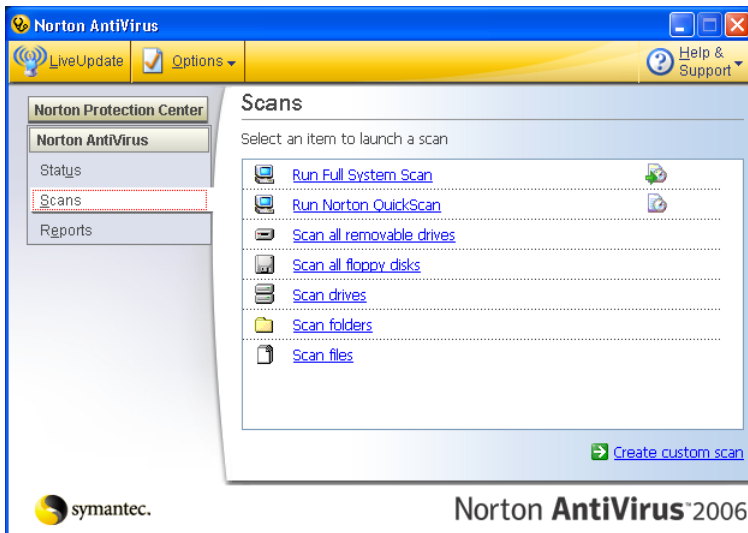 Norton AntiVirus
LiveUpdate
Options
Help &
Support
Norton Protection Center
Norton AntiVirus
Status
Scans
Reports
Scans
Select an item to launch a scan
Run Full System Scan
Run Norton QuickScan
Scan all removable drives
Scan all floppy disks
Scan drives
Scan folders
Scan files
Create custom scan
symantec.
Norton AntiVirus™2006